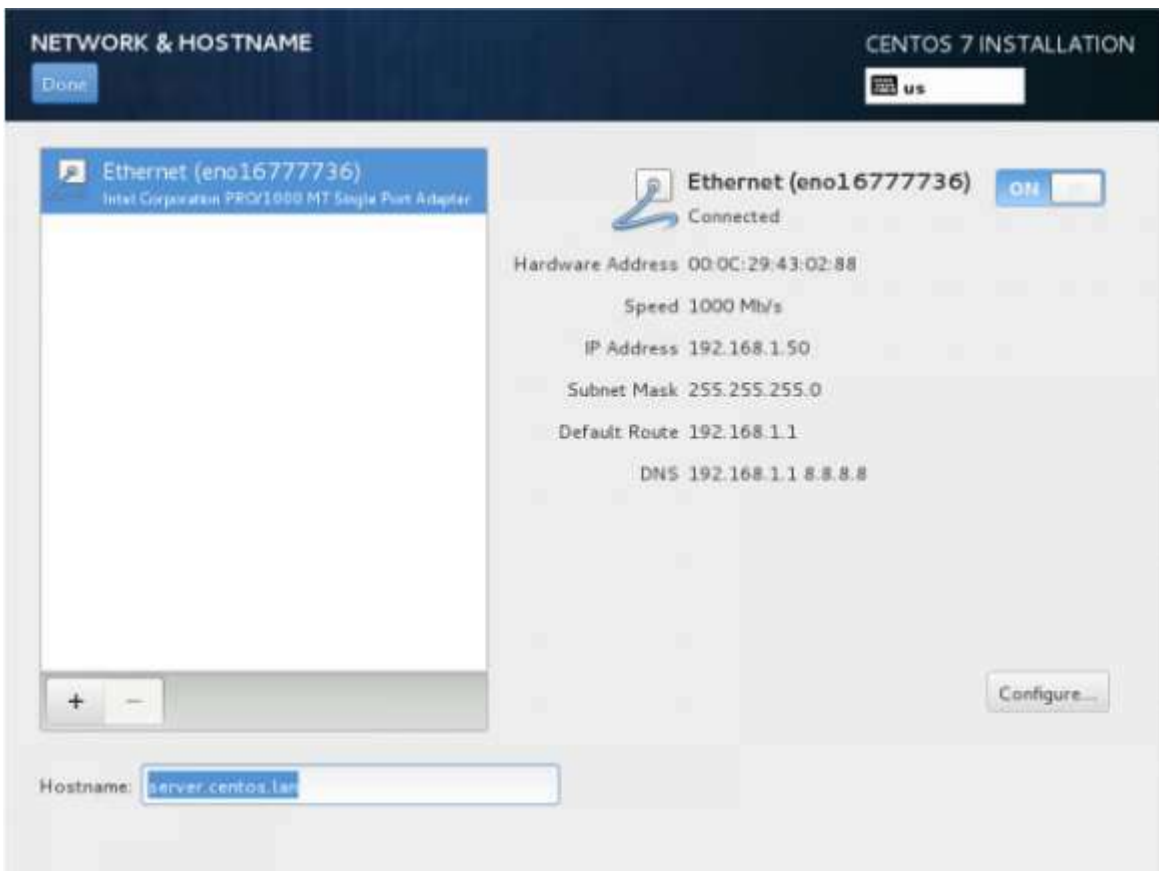 NETWORK & HOSTNAME
CENTOS 7 INSTALLATION
Done
us
Ethernet (eno16777736)
Intel Corporation PRO/1000 MT Single Port Adapter
Ethernet (eno16777736)
Connected
ON
Hardware Address 00:0C:29:43:02:88
Speed 1000 Mb/s
IP Address 192.168.1.50
Subnet Mask 255.255.255.0
Default Route 192.168.1.1
DNS 192.168.1.1 8.8.8.8
+ −
Configure...
Hostname: server.centos.lan